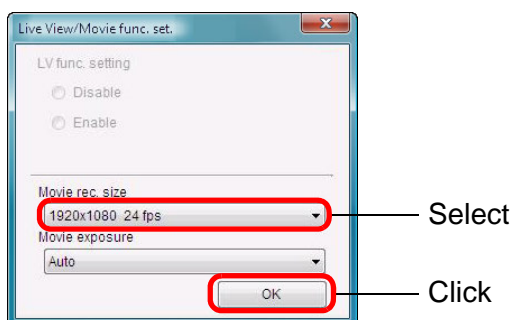 Live View/Movie func. set.
LV func. setting
Disable
Enable
Movie rec. size
1920x1080 24 fps
Select
Movie exposure
Auto
OK
Click